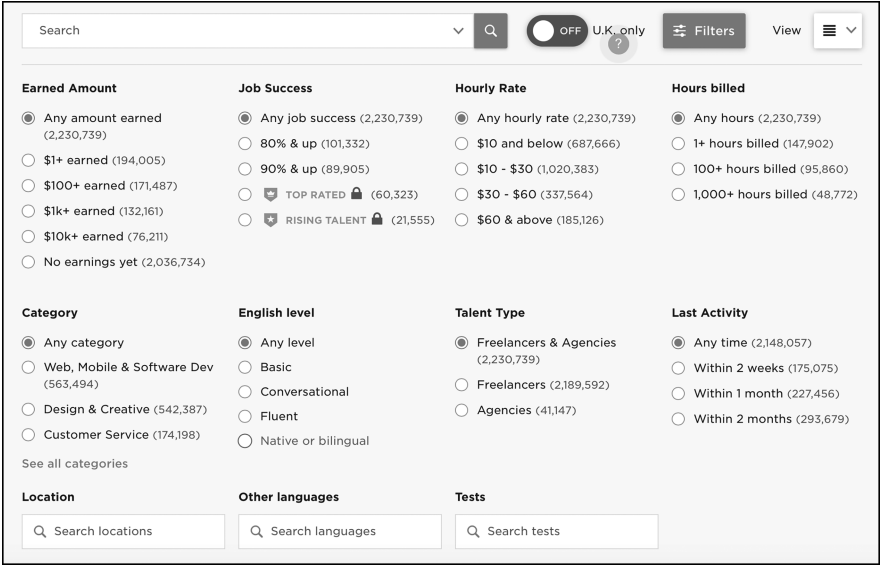 Search
OFF
U.K. only
?
Filters
View
Earned Amount
Any amount earned
(2,230,739)
$1+ earned (194,005)
$100+ earned (171,487)
$1k+ earned (132,161)
$10k+ earned (76,211)
No earnings yet (2,036,734)
Job Success
Any job success (2,230,739)
80% & up (101,332)
90% & up (89,905)
TOP RATED (60,323)
RISING TALENT (21,555)
Hourly Rate
Any hourly rate (2,230,739)
$10 and below (687,666)
$10 - $30 (1,020,383)
$30 - $60 (337,564)
$60 & above (185,126)
Hours billed
Any hours (2,230,739)
1+ hours billed (147,902)
100+ hours billed (95,860)
1,000+ hours billed (48,772)
Category
Any category
Web, Mobile & Software Dev
(563,494)
Design & Creative (542,387)
Customer Service (174,198)
See all categories
English level
Any level
Basic
Conversational
Fluent
Native or bilingual
Talent Type
Freelancers & Agencies
(2,230,739)
Freelancers (2,189,592)
Agencies (41,147)
Last Activity
Any time (2,148,057)
Within 2 weeks (175,075)
Within 1 month (227,456)
Within 2 months (293,679)
Location
Search locations
Other languages
Search languages
Tests
Search tests